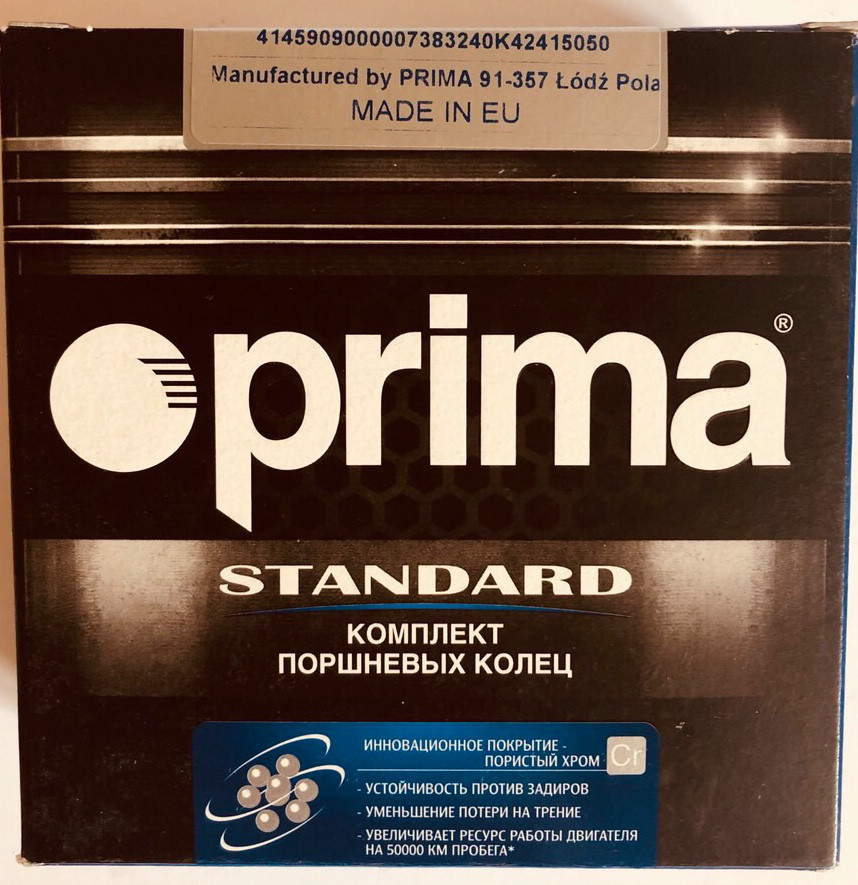 4145909000007383240K42415050
Manufactured by PRIMA 91-357 Łódź Pola
MADE IN EU
prima®
STANDARD
КОМПЛЕКТ
ПОРШНЕВЫХ КОЛЕЦ
ИННОВАЦИОННОЕ ПОКРЫТИЕ -
ПОРИСТЫЙ ХРОМ Cr
- УСТОЙЧИВОСТЬ ПРОТИВ ЗАДИРОВ
- УМЕНЬШЕНИЕ ПОТЕРИ НА ТРЕНИЕ
- УВЕЛИЧИВАЕТ РЕСУРС РАБОТЫ ДВИГАТЕЛЯ
НА 50000 КМ ПРОБЕГА*